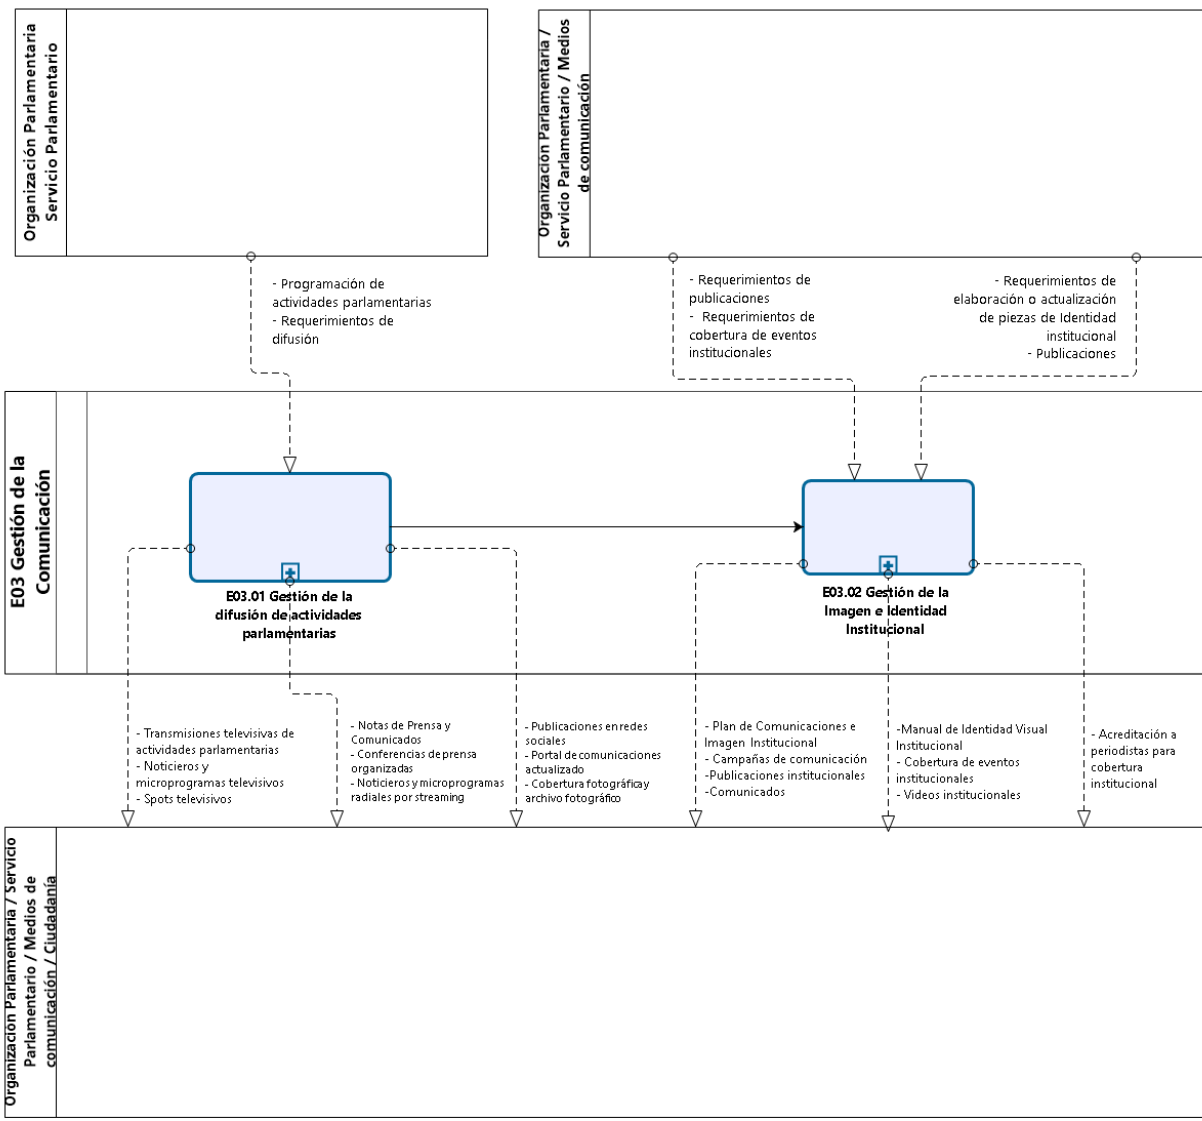 Organización Parlamentaria
Servicio Parlamentario
Organización Parlamentaria /
Servicio Parlamentario / Medios
de comunicación
- Programación de
actividades parlamentarias
- Requerimientos de
difusión
- Requerimientos de
publicaciones
- Requerimientos de
cobertura de eventos
institucionales
- Requerimientos de
elaboración o actualización
de piezas de Identidad
institucional
- Publicaciones
E03 Gestión de la
Comunicación
E03.01 Gestión de la
difusión de actividades
parlamentarias
E03.02 Gestión de la
Imagen e Identidad
Institucional
- Transmisiones televisivas de
actividades parlamentarias
- Noticieros y
microprogramas televisivos
- Spots televisivos
- Notas de Prensa y
Comunicados
- Conferencias de prensa
organizadas
- Noticieros y microprogramas
radiales por streaming
- Publicaciones en redes
sociales
- Portal de comunicaciones
actualizado
- Cobertura fotográfica y
archivo fotográfico
- Plan de Comunicaciones e
Imagen Institucional
- Campañas de comunicación
-Publicaciones institucionales
-Comunicados
-Manual de Identidad Visual
Institucional
- Cobertura de eventos
institucionales
- Videos institucionales
- Acreditación a
periodistas para
cobertura
institucional
Organización Parlamentaria / Servicio
Parlamentario / Medios de
comunicación / Ciudadanía